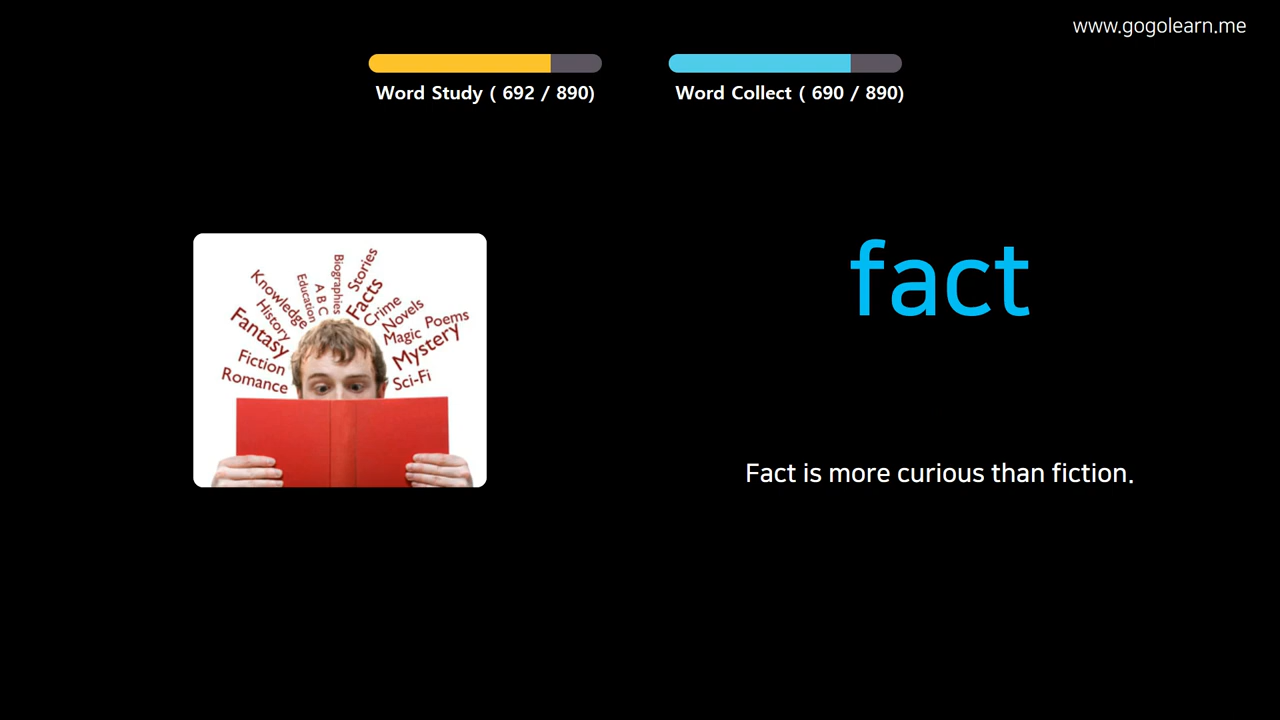 www.gogolearn.me
Word Study ( 692 / 890)
Word Collect ( 690 / 890)
fact
Fact is more curious than fiction.
Romance
Fiction
Fantasy
History
Knowledge
Education
A B C
Biographies
Stories
Facts
Crime
Novels
Magic
Poems
Mystery
Sci-Fi